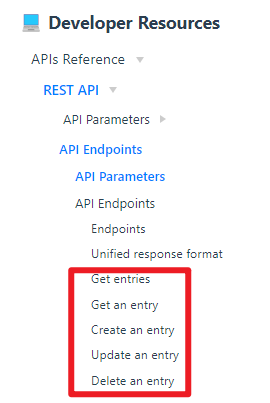 Developer Resources
APIs Reference
REST API
API Parameters
API Endpoints
API Parameters
API Endpoints
Endpoints
Unified response format
Get entries
Get an entry
Create an entry
Update an entry
Delete an entry